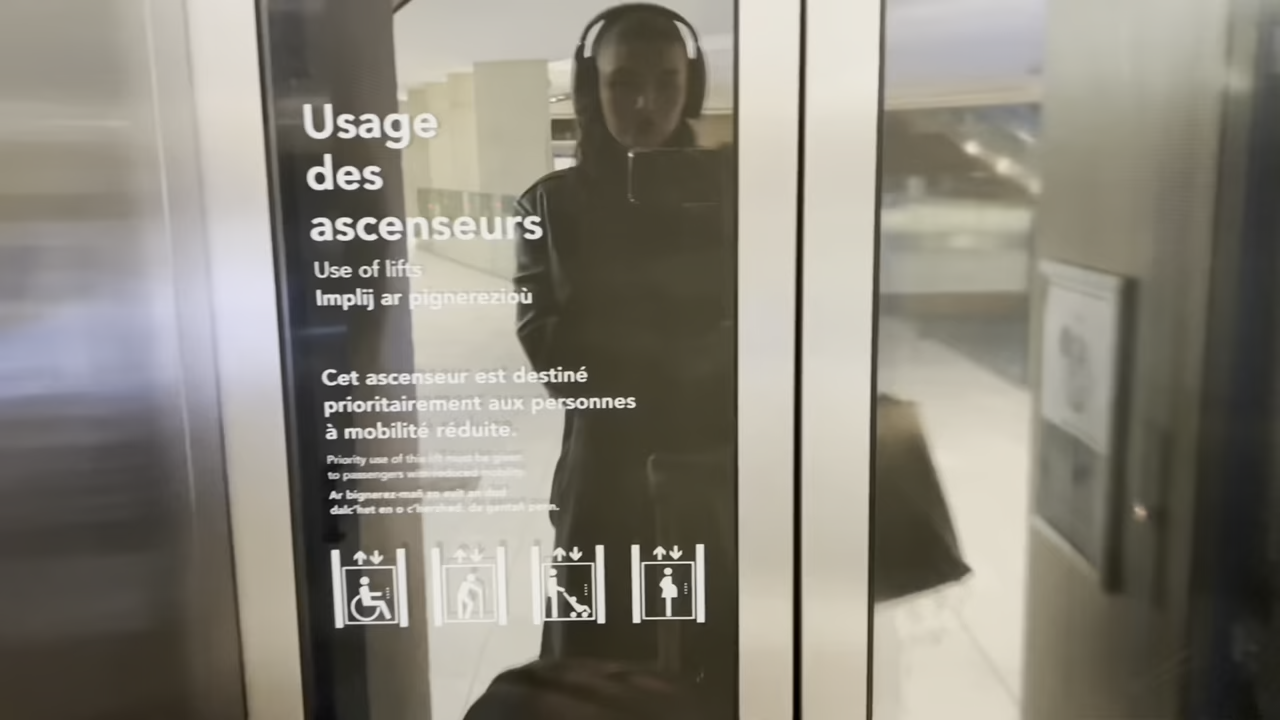 Usage
des
ascenseurs
Use of lifts
Implij ar pignerezioù
Cet ascenseur est destiné
prioritairement aux personnes
à mobilité réduite.
Priority use of this lift must be given
to passengers with reduced mobility.
Ar bignerez-mañ zo evit an dud
dalc'het en o c'herzhed, da gentañ penn.